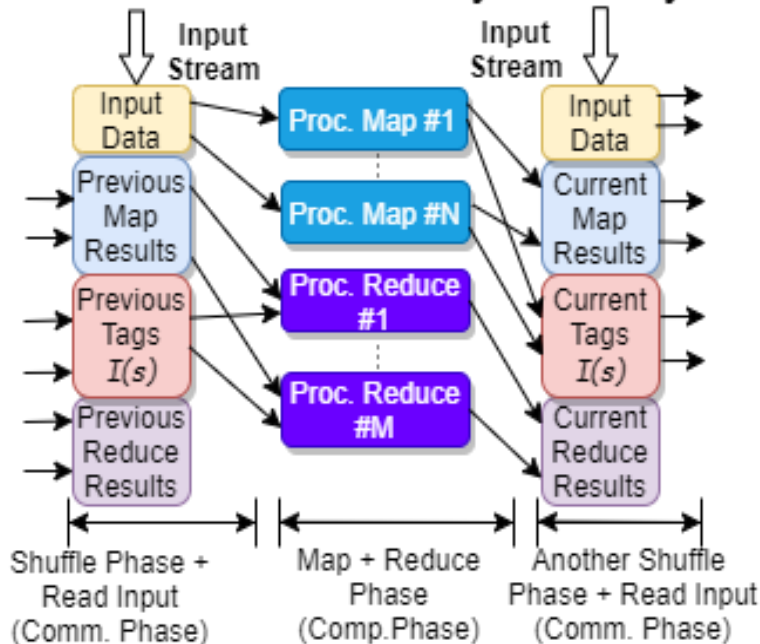 Input
Stream
Input
Data
Previous
Map
Results
Previous
Tags
I(s)
Previous
Reduce
Results
Proc. Map #1
Proc. Map #N
Proc. Reduce
#1
Proc. Reduce
#M
Input
Stream
Input
Data
Current
Map
Results
Current
Tags
I(s)
Current
Reduce
Results
Shuffle Phase +
Read Input
(Comm. Phase)
Map + Reduce
Phase
(Comp.Phase)
Another Shuffle
Phase + Read Input
(Comm. Phase)